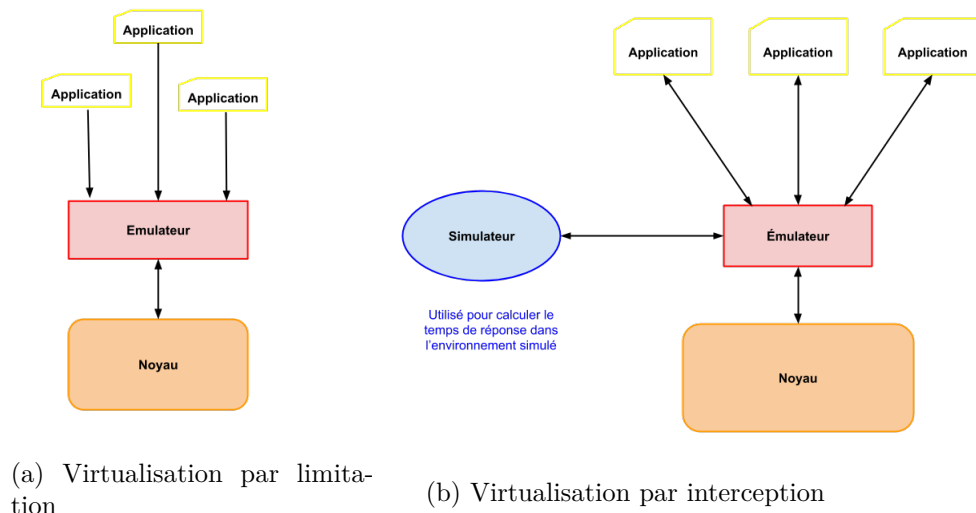 Application
Application
Application
Emulateur
Noyau
(a) Virtualisation par limita-
tion
Application
Application
Application
Simulateur
Émulateur
Utilisé pour calculer le
temps de réponse dans
l'environnement simulé
Noyau
(b) Virtualisation par interception